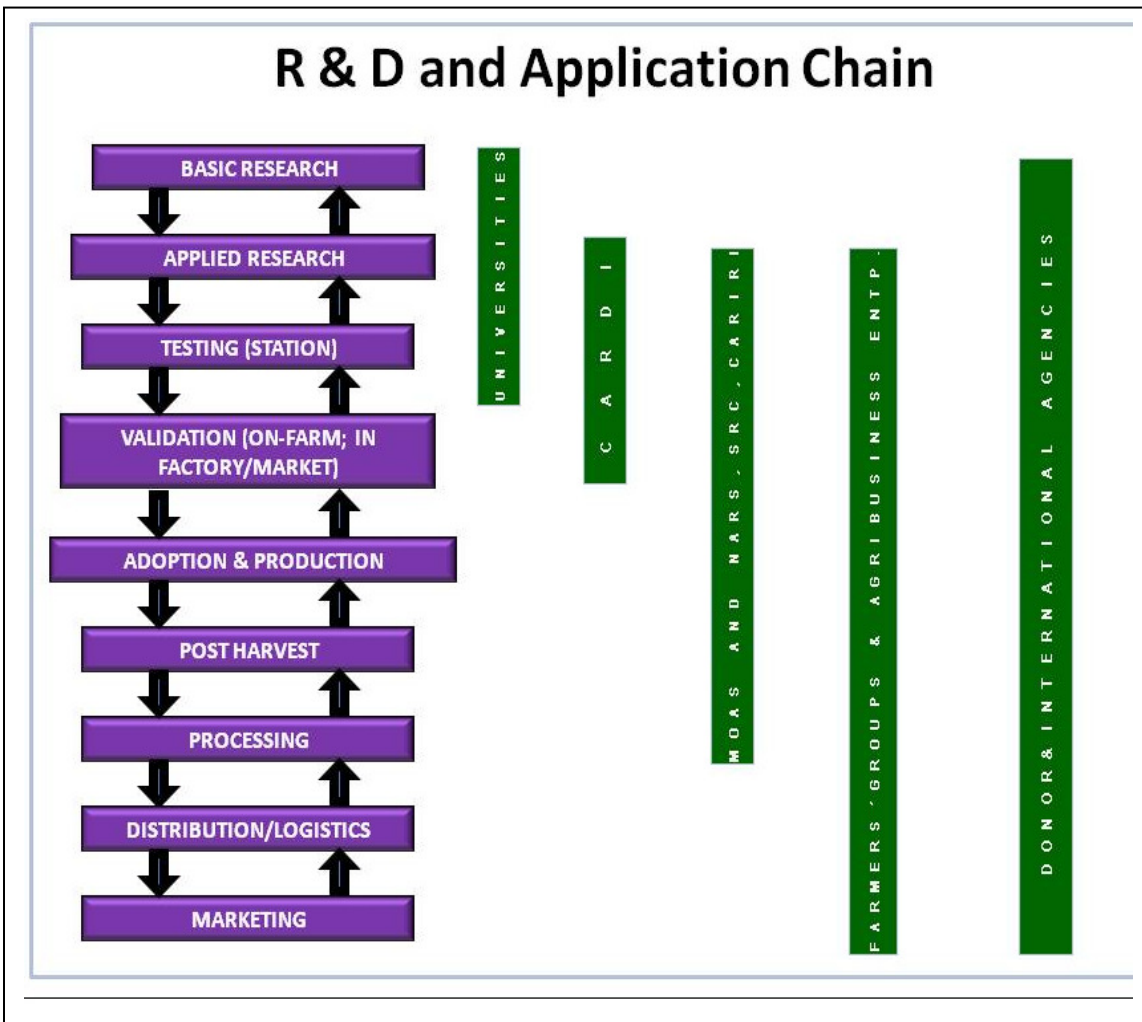 R & D and Application Chain
BASIC RESEARCH
APPLIED RESEARCH
TESTING (STATION)
VALIDATION (ON-FARM; IN
FACTORY/MARKET)
ADOPTION & PRODUCTION
POST HARVEST
PROCESSING
DISTRIBUTION/LOGISTICS
MARKETING
UNIVERSITIES
CARDI
MOAS AND NARS,SRC,CARIRI
FARMERS'GROUPS & AGRIBUSINESS ENTP.
DONOR&INTERNATIONAL AGENCIES